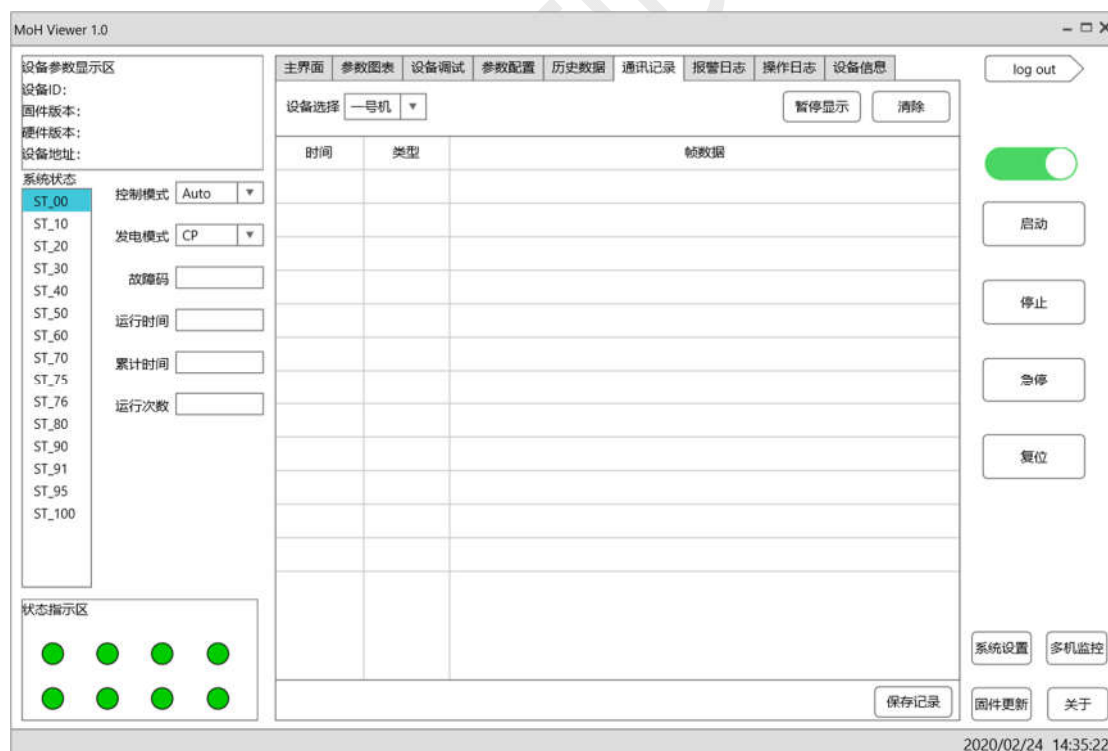 MoH Viewer 1.0
设备参数显示区
设备ID:
固件版本:
硬件版本:
设备地址:
系统状态
ST_00
ST_10
ST_20
ST_30
ST_40
ST_50
ST_60
ST_70
ST_75
ST_76
ST_80
ST_90
ST_91
ST_95
ST_100
控制模式 Auto
发电模式 CP
故障码
运行时间
累计时间
运行次数
状态指示区
主界面 参数图表 设备调试 参数配置 历史数据 通讯记录 报警日志 操作日志 设备信息
设备选择 一号机 暂停显示 清除
时间 类型 帧数据
保存记录
log out
启动
停止
急停
复位
系统设置 多机监控
固件更新 关于
2020/02/24 14:35:22